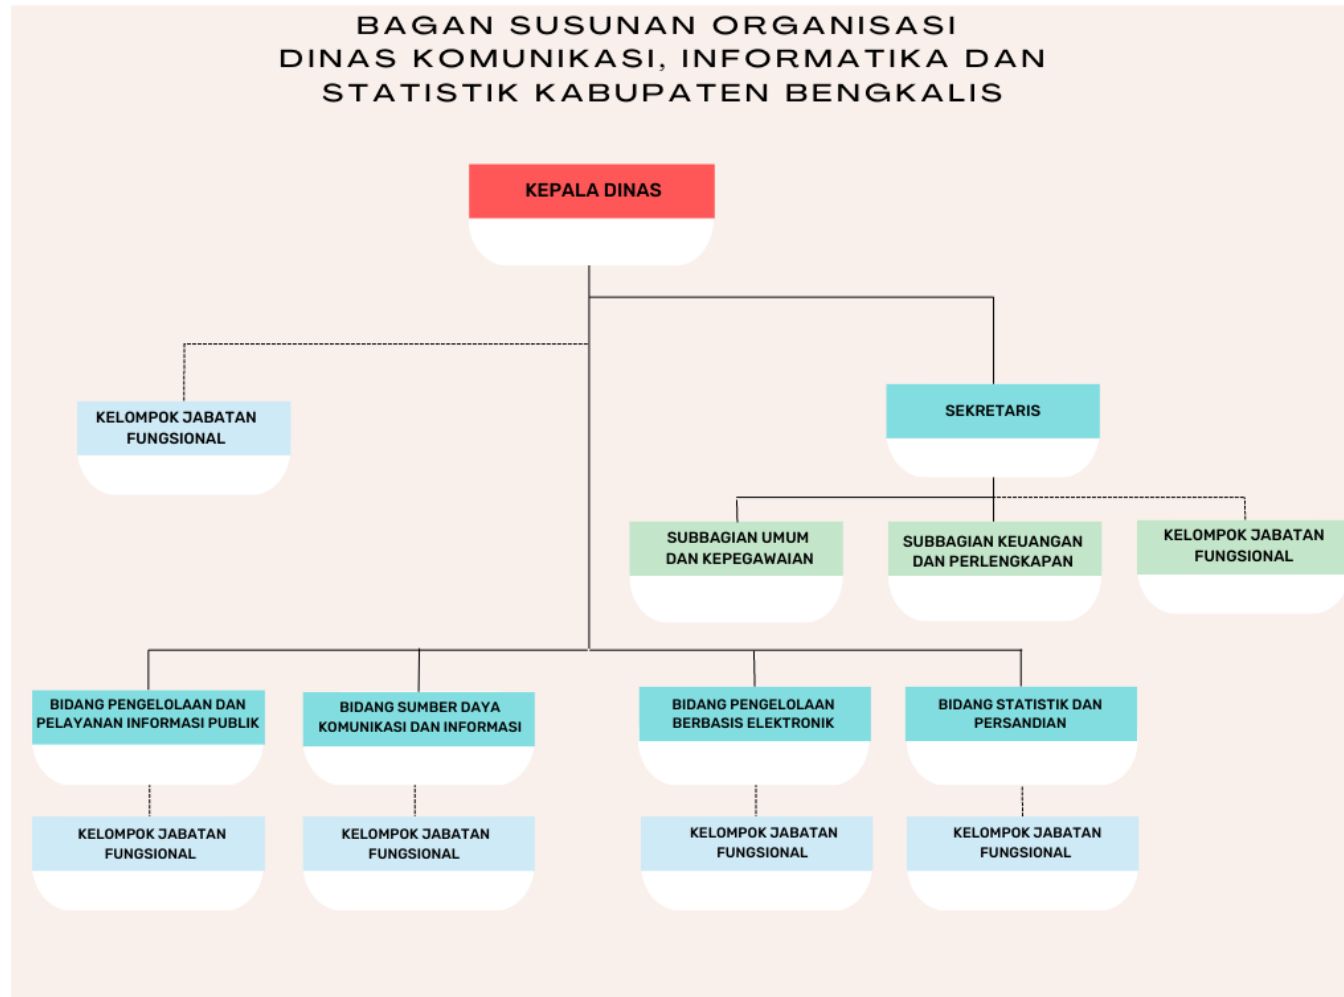 BAGAN SUSUNAN ORGANISASI
DINAS KOMUNIKASI, INFORMATIKA DAN
STATISTIK KABUPATEN BENGKALIS
KEPALA DINAS
KELOMPOK JABATAN
FUNGSIONAL
SEKRETARIS
SUBBAGIAN UMUM
DAN KEPEGAWAIAN
SUBBAGIAN KEUANGAN
DAN PERLENGKAPAN
KELOMPOK JABATAN
FUNGSIONAL
BIDANG PENGELOLAAN DAN
PELAYANAN INFORMASI PUBLIK
BIDANG SUMBER DAYA
KOMUNIKASI DAN INFORMASI
BIDANG PENGELOLAAN
BERBASIS ELEKTRONIK
BIDANG STATISTIK DAN
PERSANDIAN
KELOMPOK JABATAN
FUNGSIONAL
KELOMPOK JABATAN
FUNGSIONAL
KELOMPOK JABATAN
FUNGSIONAL
KELOMPOK JABATAN
FUNGSIONAL